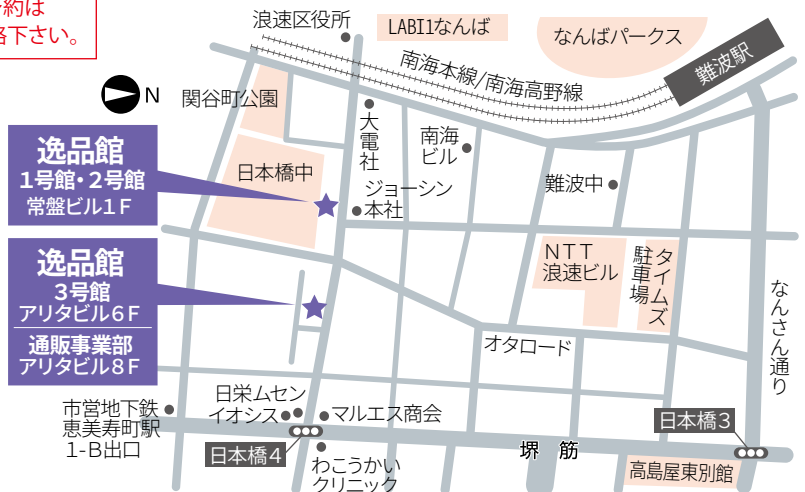 約は
絡下さい。
浪速区役所
LABI1なんば
なんばパークス
難波駅
南海本線/南海高野線
N
関谷町公園
大電社
南海
ビル
逸品館
1号館・2号館
常盤ビル1F
日本橋中
ジョーシン
本社
難波中
逸品館
3号館
アリタビル6F
通販事業部
アリタビル8F
NTT
浪速ビル
タイムズ
駐車場
なんさん通り
オタロード
市営地下鉄
恵美寿町駅
1-B出口
日栄ムセン
イオシス
マルエス商会
日本橋4
わこうかい
クリニック
堺筋
日本橋3
高島屋東別館